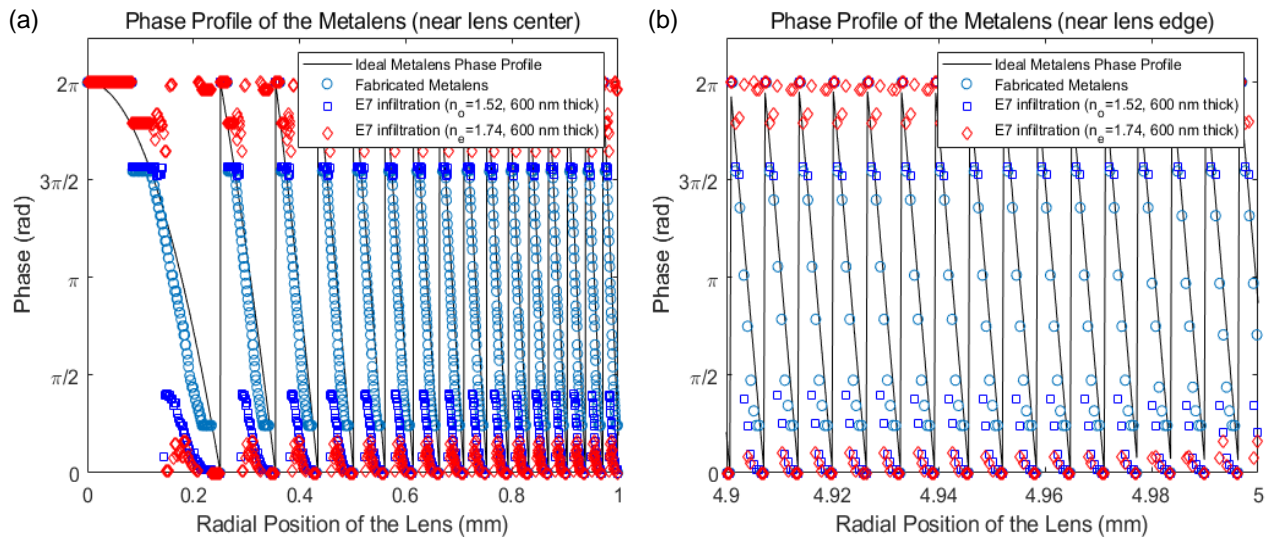 (a)
Phase Profile of the Metalens (near lens center)
Ideal Metalens Phase Profile
Fabricated Metalens
E7 infiltration (n_o=1.52, 600 nm thick)
E7 infiltration (n_e=1.74, 600 nm thick)
2π
3π/2
π
π/2
0
Phase (rad)
0 0.2 0.4 0.6 0.8 1
Radial Position of the Lens (mm)
(b)
Phase Profile of the Metalens (near lens edge)
Ideal Metalens Phase Profile
Fabricated Metalens
E7 infiltration (n_o=1.52, 600 nm thick)
E7 infiltration (n_e=1.74, 600 nm thick)
2π
3π/2
π
π/2
0
Phase (rad)
4.9 4.92 4.94 4.96 4.98 5
Radial Position of the Lens (mm)